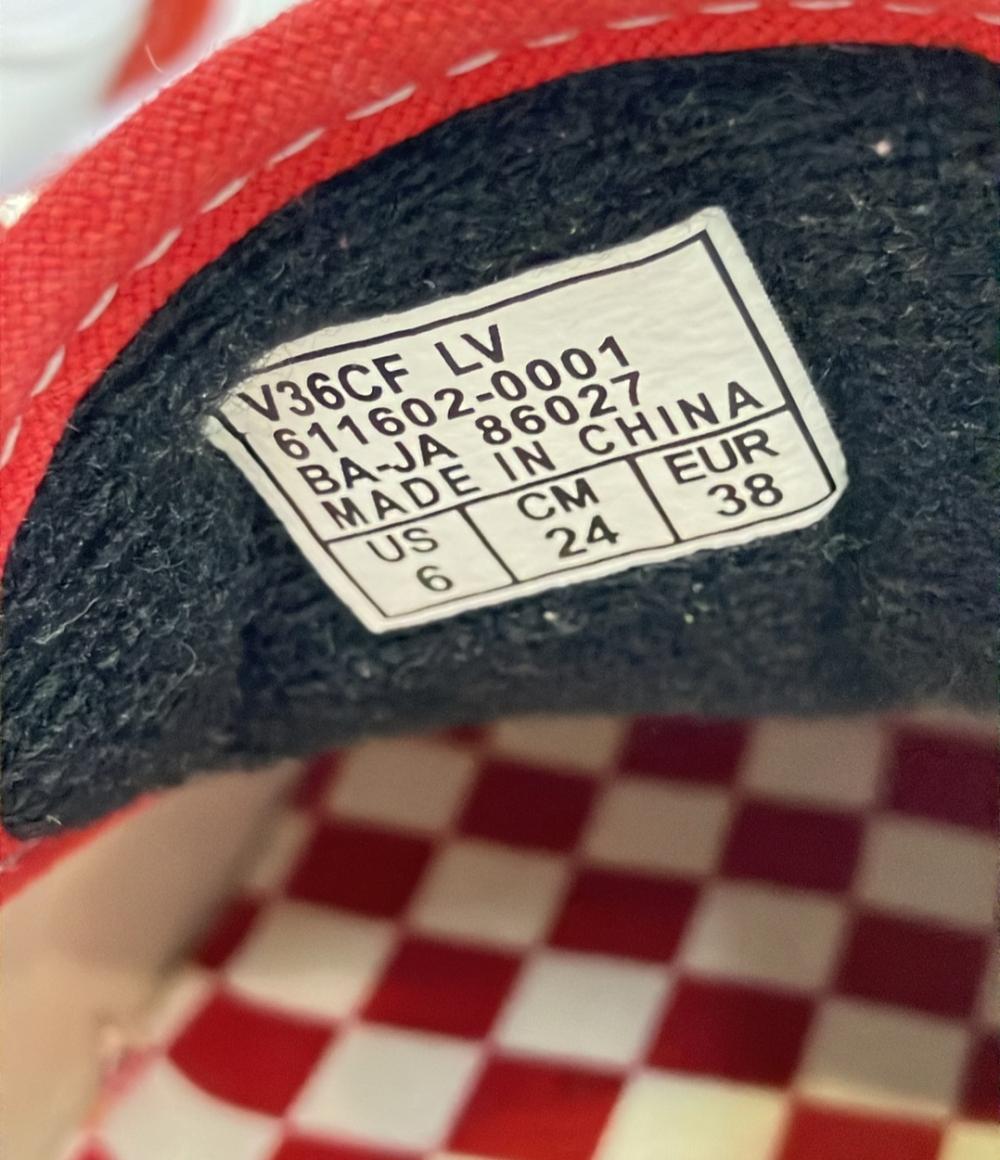 V36CF LV
611602-0001
BA-JA 86027
MADE IN CHINA
US CM EUR
6 24 38